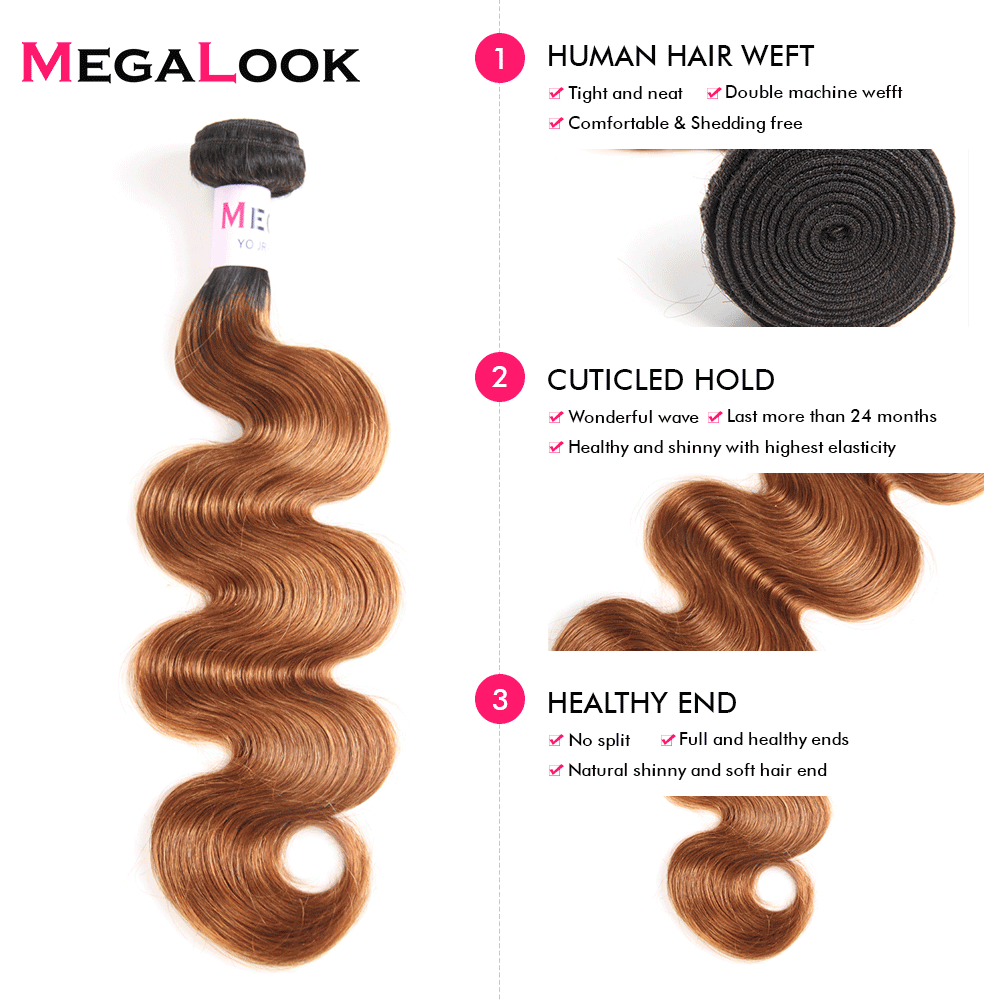 MEGALOOK
1
HUMAN HAIR WEFT
Tight and neat
Double machine wefft
Comfortable & Shedding free
2
CUTICLED HOLD
Wonderful wave
Last more than 24 months
Healthy and shinny with highest elasticity
3
HEALTHY END
No split
Full and healthy ends
Natural shinny and soft hair end